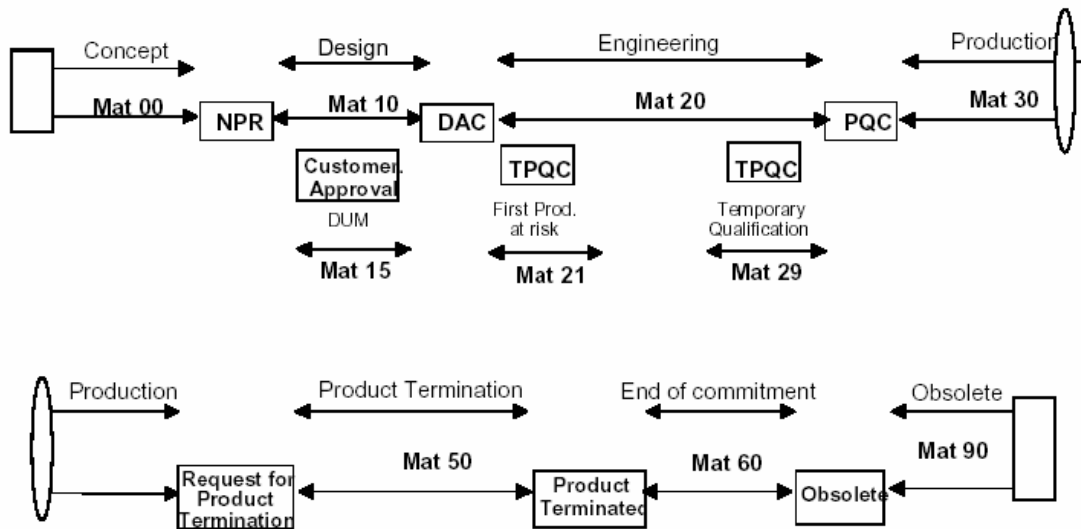 Concept
Design
Engineering
Production
Mat 00
NPR
Mat 10
DAC
Mat 20
PQC
Mat 30
Customer.
Approval
DUM
Mat 15
TPQC
First Prod.
at risk
Mat 21
TPQC
Temporary
Qualification
Mat 29
Production
Product Termination
End of commitment
Obsolete
Request for
Product
Termination
Mat 50
Product
Terminated
Mat 60
Obsolete
Mat 90